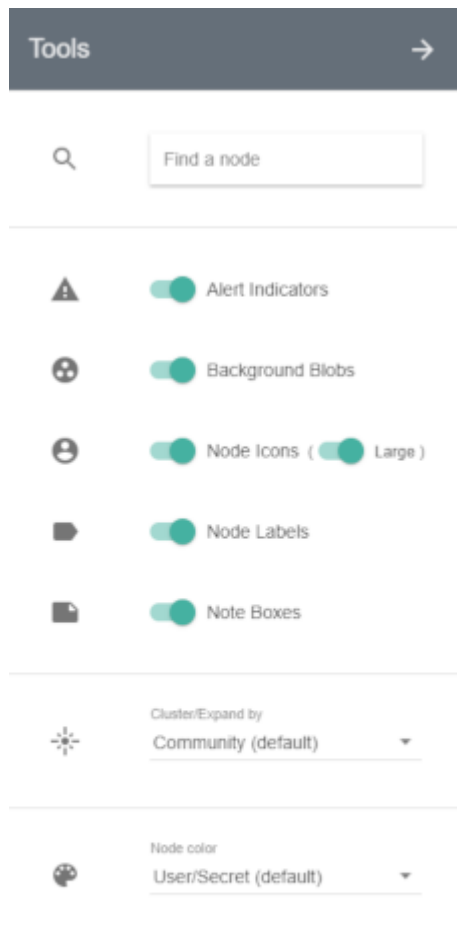 Tools
Find a node
Alert Indicators
Background Blobs
Node Icons ( Large )
Node Labels
Note Boxes
Cluster/Expand by
Community (default)
Node color
User/Secret (default)